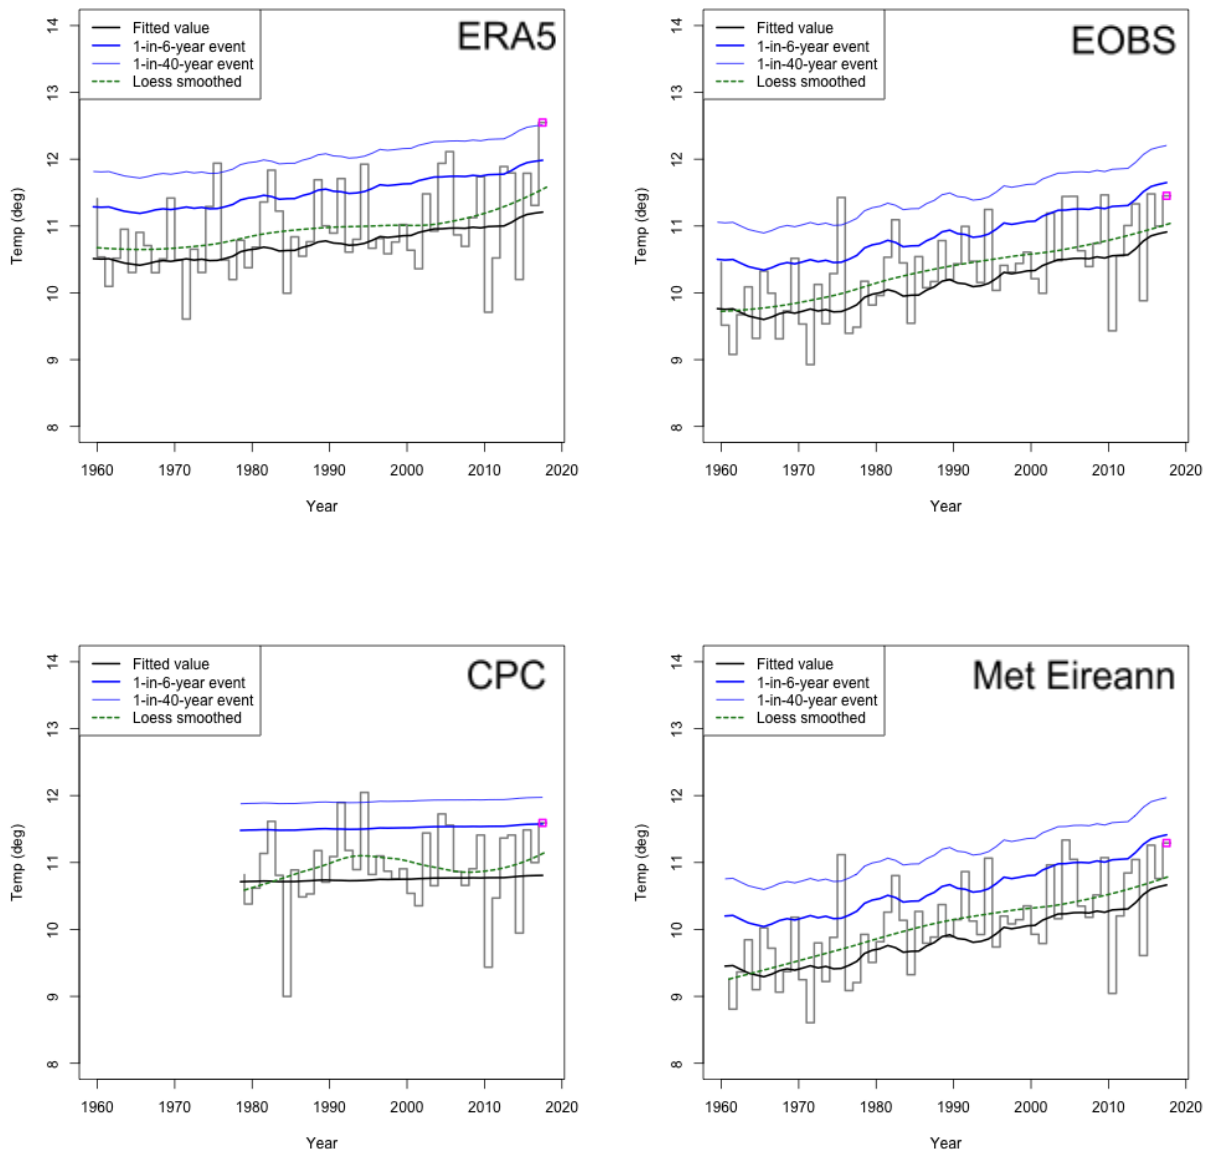 ERA5
Fitted value
1-in-6-year event
1-in-40-year event
Loess smoothed
14
13
12
11
10
9
8
Temp (deg)
1960 1970 1980 1990 2000 2010 2020
Year
EOBS
Fitted value
1-in-6-year event
1-in-40-year event
Loess smoothed
14
13
12
11
10
9
8
Temp (deg)
1960 1970 1980 1990 2000 2010 2020
Year
CPC
Fitted value
1-in-6-year event
1-in-40-year event
Loess smoothed
14
13
12
11
10
9
8
Temp (deg)
1960 1970 1980 1990 2000 2010 2020
Year
Met Eireann
Fitted value
1-in-6-year event
1-in-40-year event
Loess smoothed
14
13
12
11
10
9
8
Temp (deg)
1960 1970 1980 1990 2000 2010 2020
Year